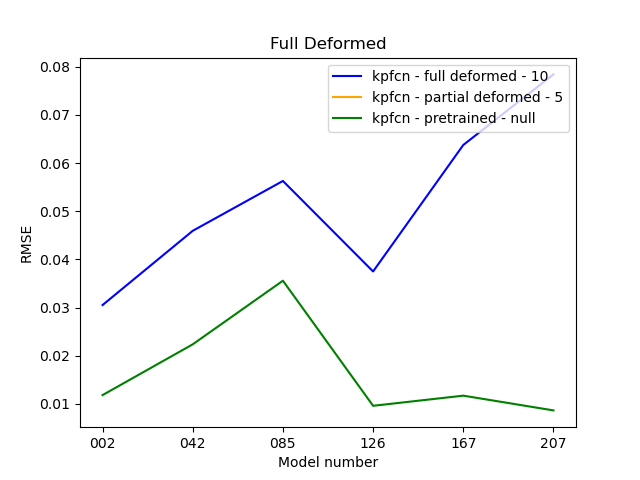 Full Deformed
kpfcn - full deformed - 10
kpfcn - partial deformed - 5
kpfcn - pretrained - null
0.08
0.07
0.06
0.05
0.04
0.03
0.02
0.01
RMSE
002 042 085 126 167 207
Model number